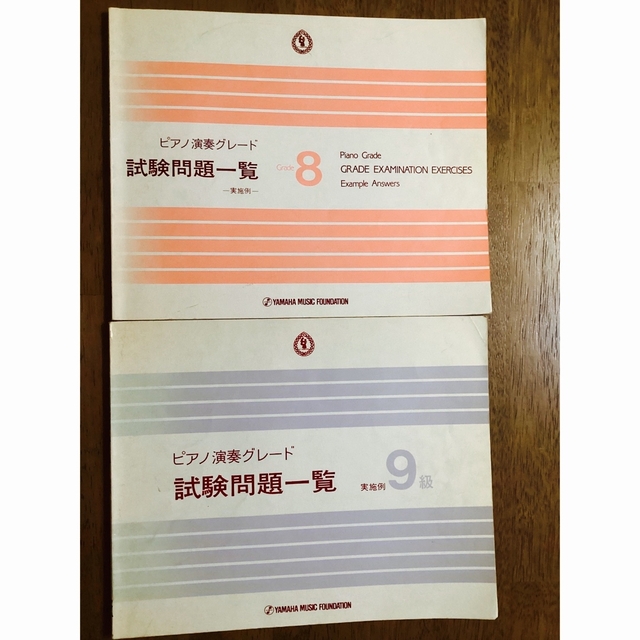 ピアノ演奏グレード
試験問題一覧
―実施例―
Grade 8
Piano Grade
GRADE EXAMINATION EXERCISES
Example Answers
YAMAHA MUSIC FOUNDATION
ピアノ演奏グレード
試験問題一覧
実施例 9級
YAMAHA MUSIC FOUNDATION